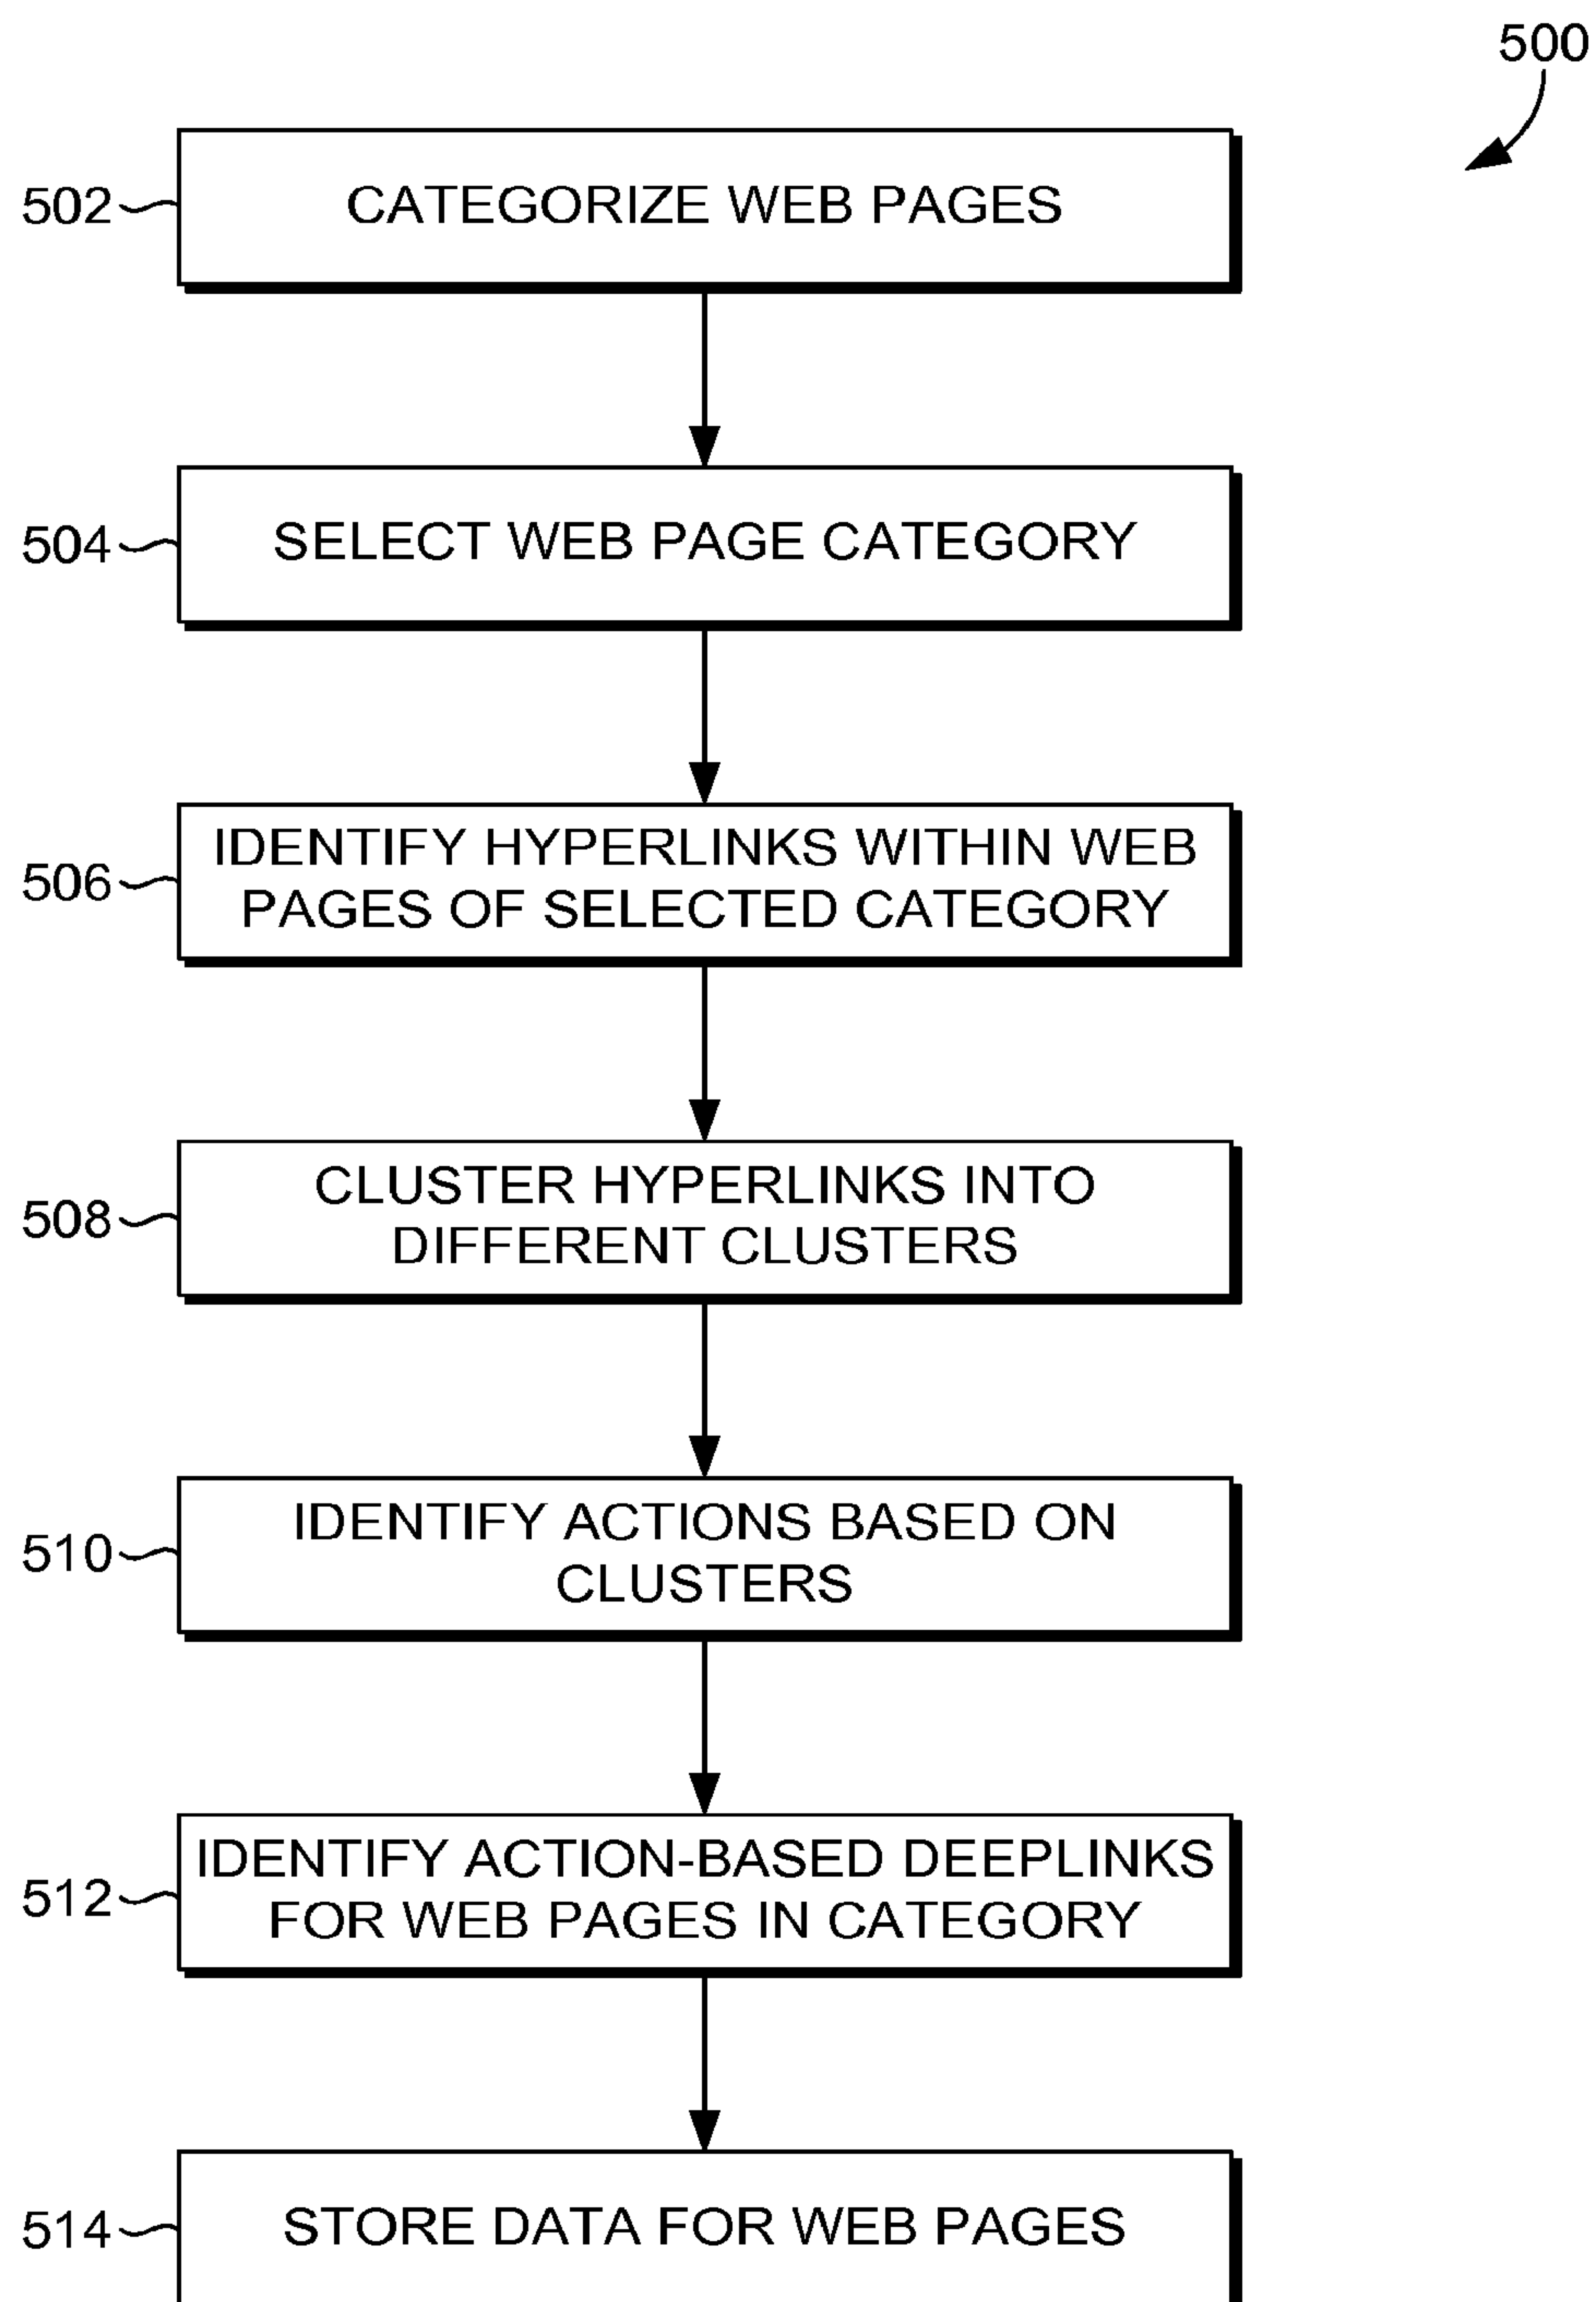 500
502
CATEGORIZE WEB PAGES
504
SELECT WEB PAGE CATEGORY
506
IDENTIFY HYPERLINKS WITHIN WEB
PAGES OF SELECTED CATEGORY
508
CLUSTER HYPERLINKS INTO
DIFFERENT CLUSTERS
510
IDENTIFY ACTIONS BASED ON
CLUSTERS
512
IDENTIFY ACTION-BASED DEEPLINKS
FOR WEB PAGES IN CATEGORY
514
STORE DATA FOR WEB PAGES